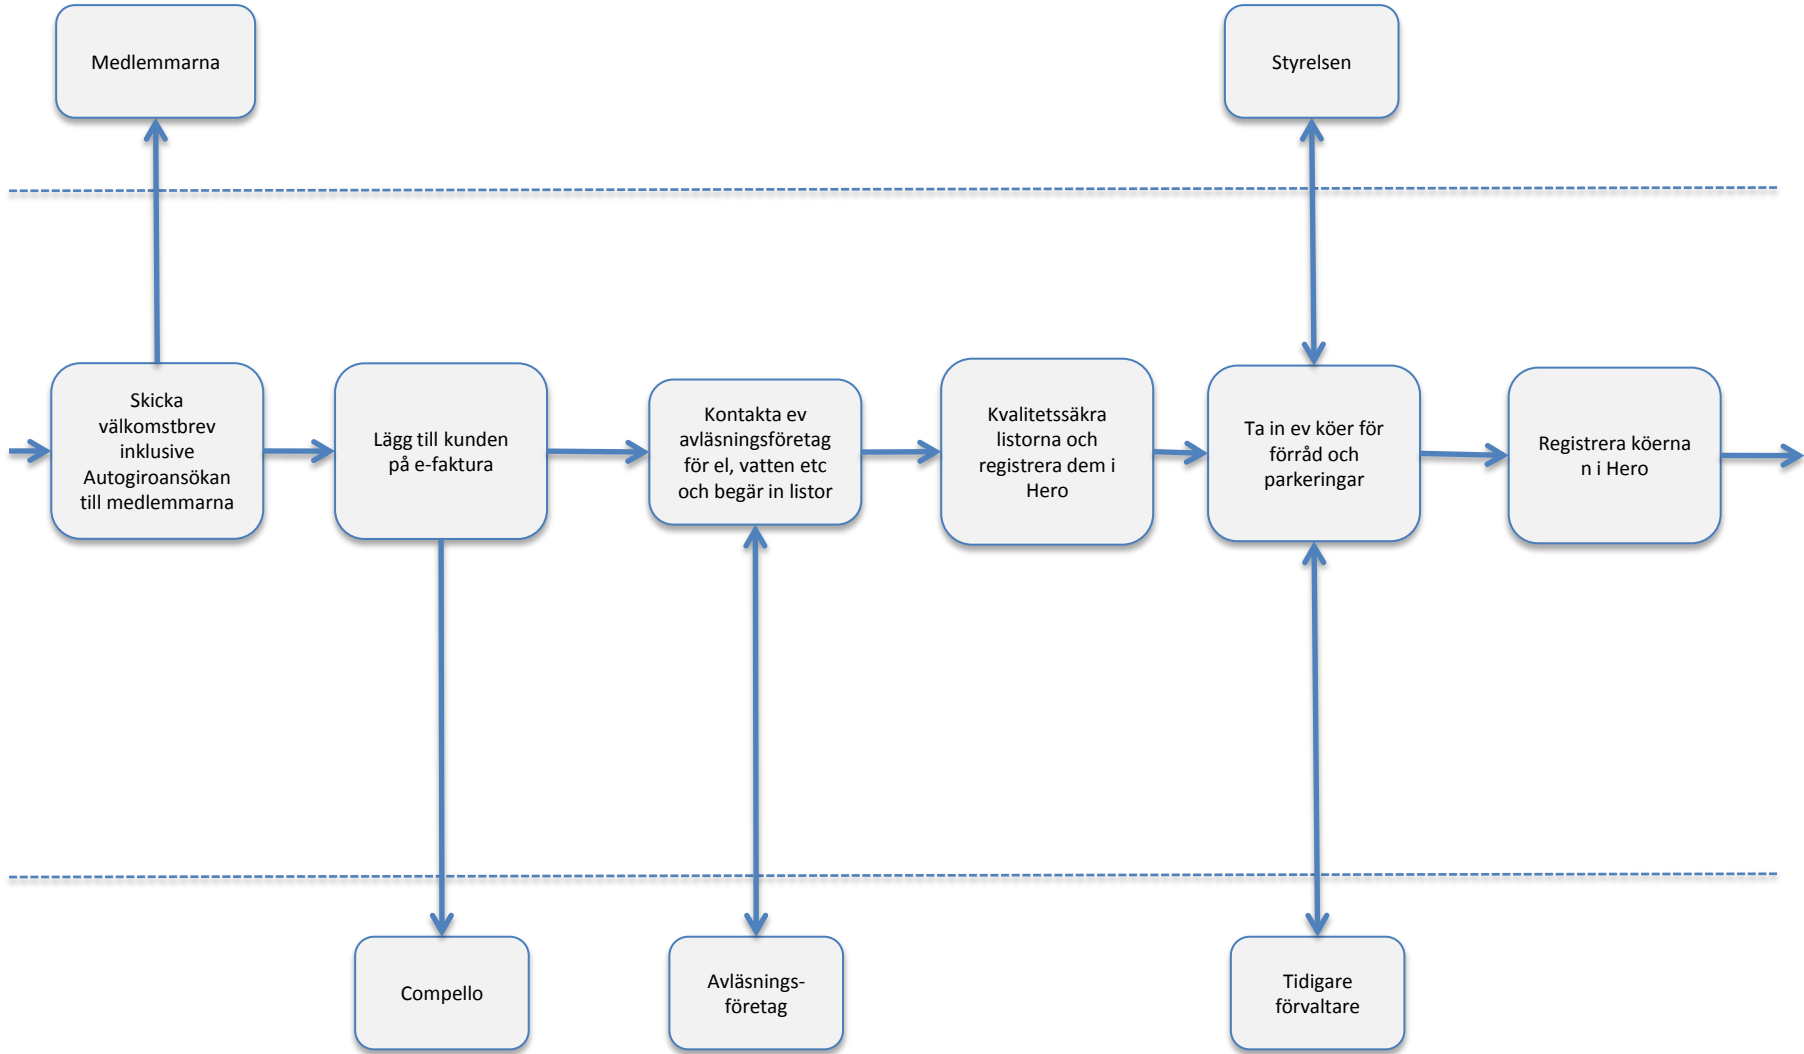 Medlemmarna
Styrelsen
Skicka
välkomstbrev
inklusive
Autogiroansökan
till medlemmarna
Lägg till kunden
på e-faktura
Kontakta ev
avläsningsföretag
för el, vatten etc
och begär in listor
Kvalitetssäkra
listorna och
registrera dem i
Hero
Ta in ev köer för
förråd och
parkeringar
Registrera köerna
n i Hero
Compello
Avläsnings-
företag
Tidigare
förvaltare